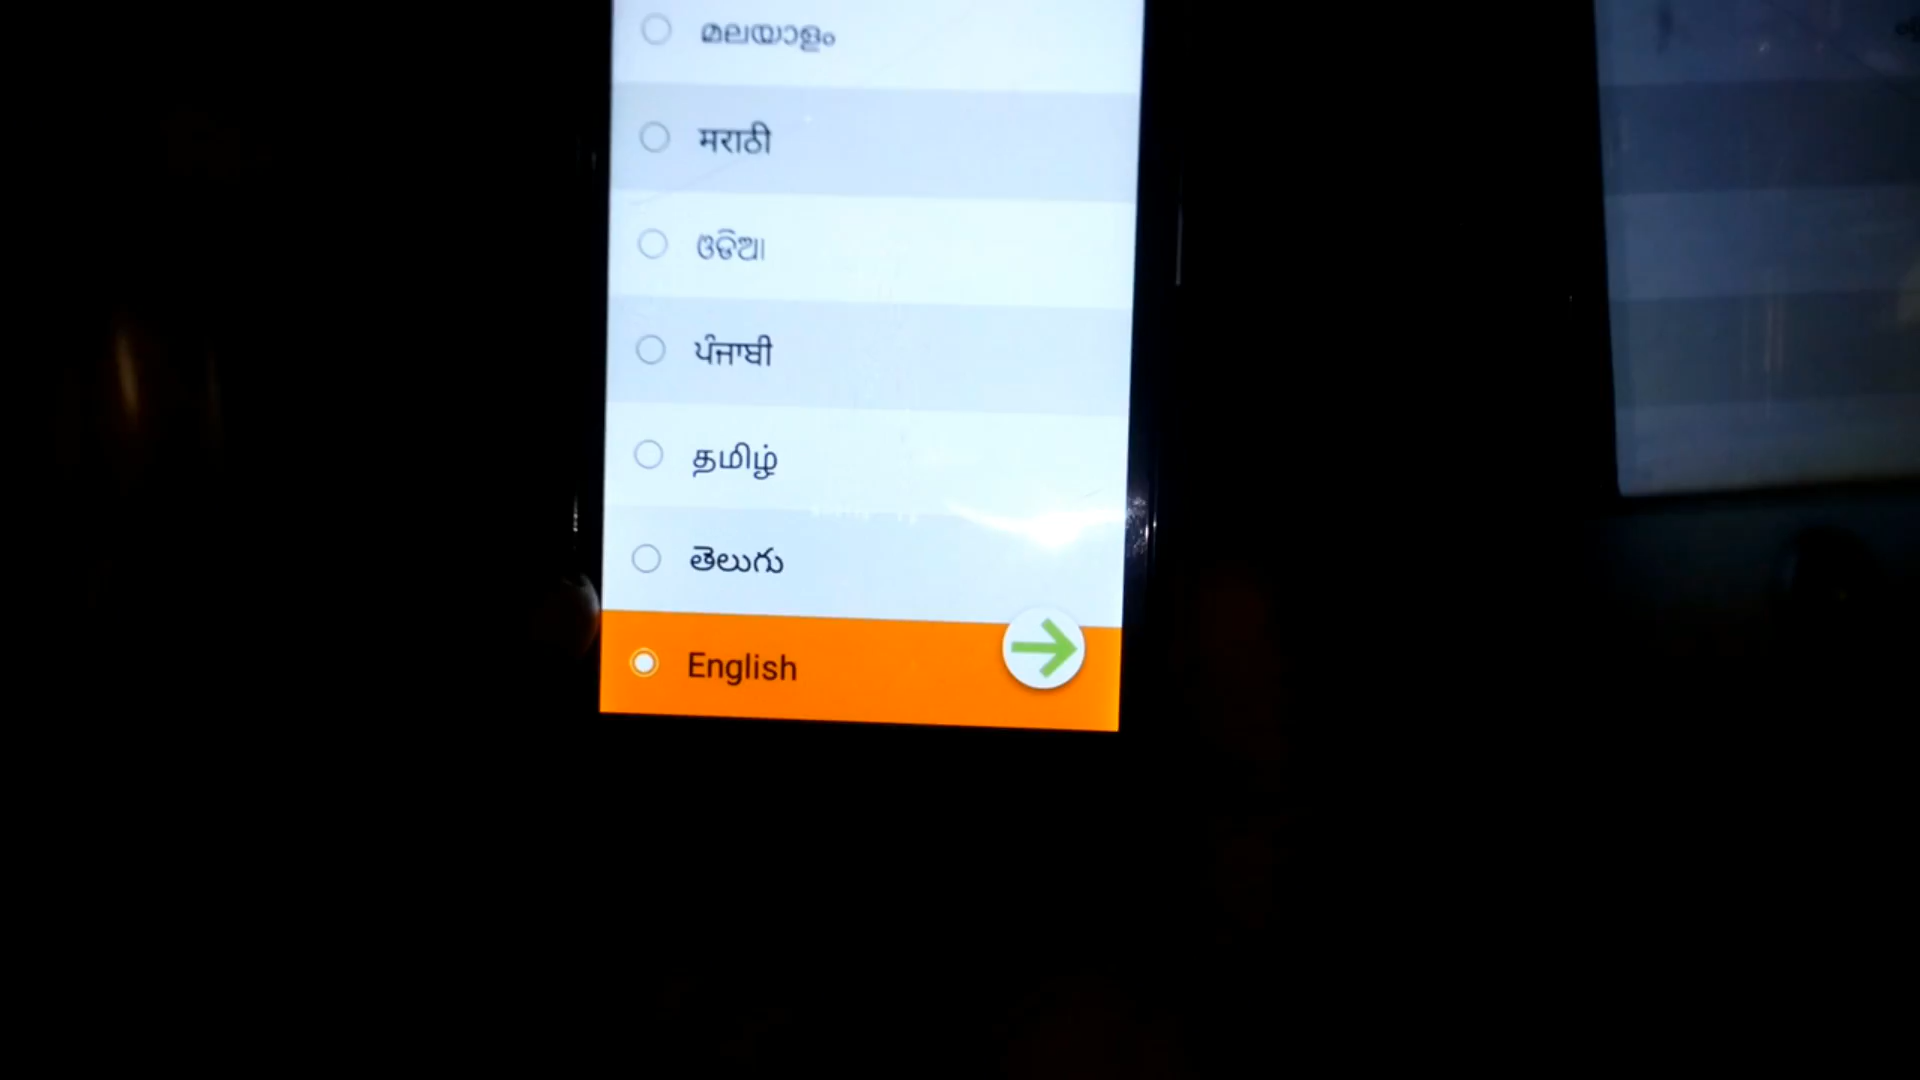 മലയാളം
मराठी
ଓଡିଆ
ਪੰਜਾਬੀ
தமிழ்
తెలుగు
English